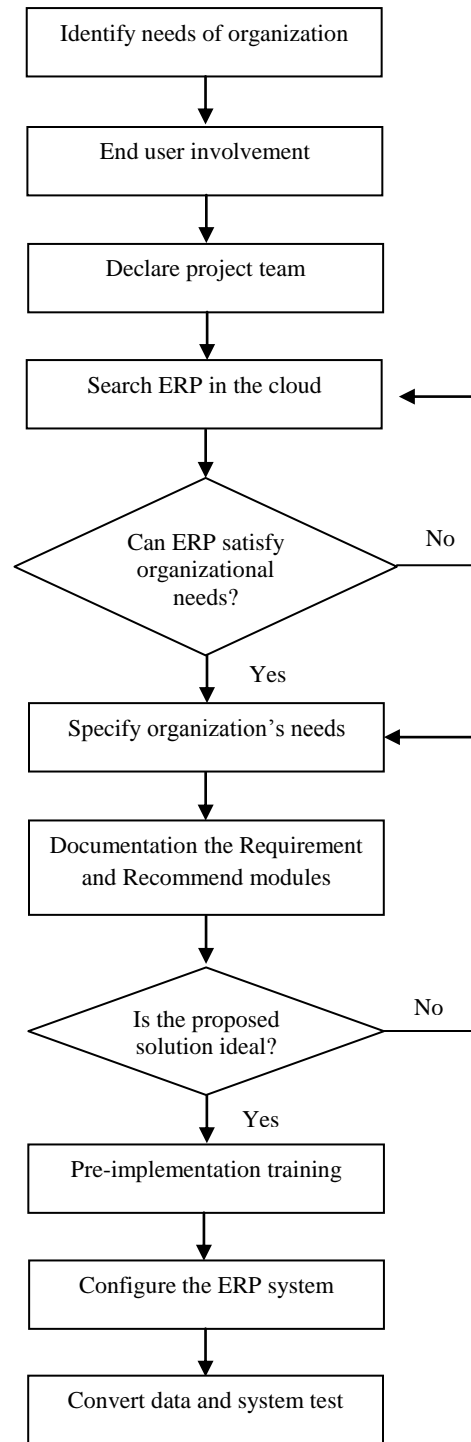 Identify needs of organization
End user involvement
Declare project team
Search ERP in the cloud
Can ERP satisfy
organizational
needs?
No
Yes
Specify organization’s needs
Documentation the Requirement
and Recommend modules
Is the proposed
solution ideal?
No
Yes
Pre-implementation training
Configure the ERP system
Convert data and system test